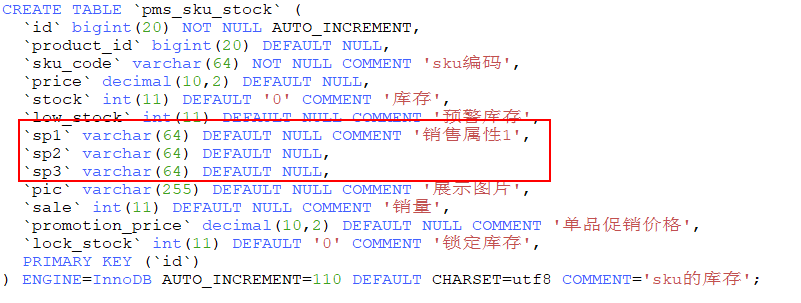 CREATE TABLE `pms_sku_stock` (
`id` bigint(20) NOT NULL AUTO_INCREMENT,
`product_id` bigint(20) DEFAULT NULL,
`sku_code` varchar(64) NOT NULL COMMENT 'sku编码',
`price` decimal(10,2) DEFAULT NULL,
`stock` int(11) DEFAULT '0' COMMENT '库存',
`low_stock` int(11) DEFAULT NULL COMMENT '预警库存',
`sp1` varchar(64) DEFAULT NULL COMMENT '销售属性1',
`sp2` varchar(64) DEFAULT NULL,
`sp3` varchar(64) DEFAULT NULL,
`pic` varchar(255) DEFAULT NULL COMMENT '展示图片',
`sale` int(11) DEFAULT NULL COMMENT '销量',
`promotion_price` decimal(10,2) DEFAULT NULL COMMENT '单品促销价格',
`lock_stock` int(11) DEFAULT '0' COMMENT '锁定库存',
PRIMARY KEY (`id`)
) ENGINE=InnoDB AUTO_INCREMENT=110 DEFAULT CHARSET=utf8 COMMENT='sku的库存';